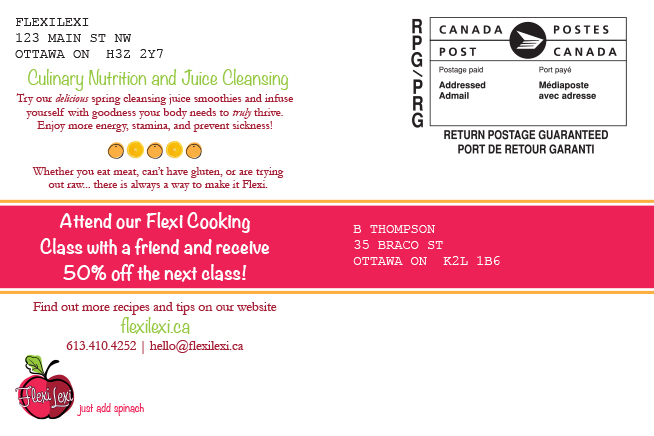 FLEXILEXI
123 MAIN ST NW
OTTAWA ON  H3Z 2Y7
Culinary Nutrition and Juice Cleansing
Try our delicious spring cleansing juice smoothies and infuse
yourself with goodness your body needs to truly thrive.
Enjoy more energy, stamina, and prevent sickness!
Whether you eat meat, can't have gluten, or are trying
out raw... there is always a way to make it Flexi.
Attend our Flexi Cooking
Class with a friend and receive
50% off the next class!
Find out more recipes and tips on our website
flexilexi.ca
613.410.4252 | hello@flexilexi.ca
Flexi Lexi
just add spinach
RPG/PRG
CANADA POSTES
POST CANADA
Postage paid Port payé
Addressed Médiaposte
Admail avec adresse
RETURN POSTAGE GUARANTEED
PORT DE RETOUR GARANTI
B THOMPSON
35 BRACO ST
OTTAWA ON  K2L 1B6